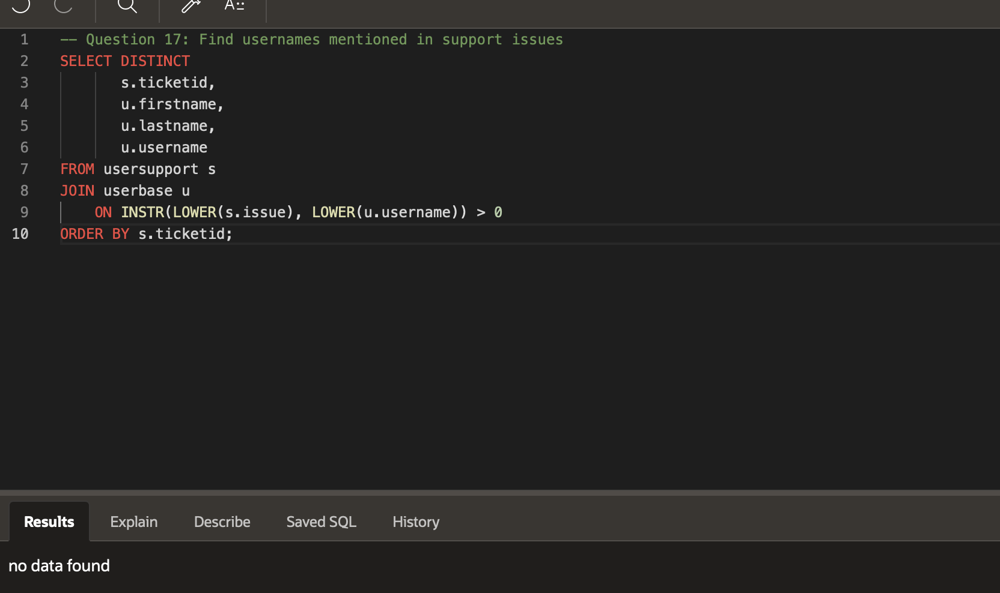 A
1 -- Question 17: Find usernames mentioned in support issues
2 SELECT DISTINCT
3 s.ticketid,
4 u.firstname,
5 u.lastname,
6 u.username
7 FROM usersupport s
8 JOIN userbase u
9 ON INSTR(LOWER(s.issue), LOWER(u.username)) > 0
10 ORDER BY s.ticketid;
Results Explain Describe Saved SQL History
no data found